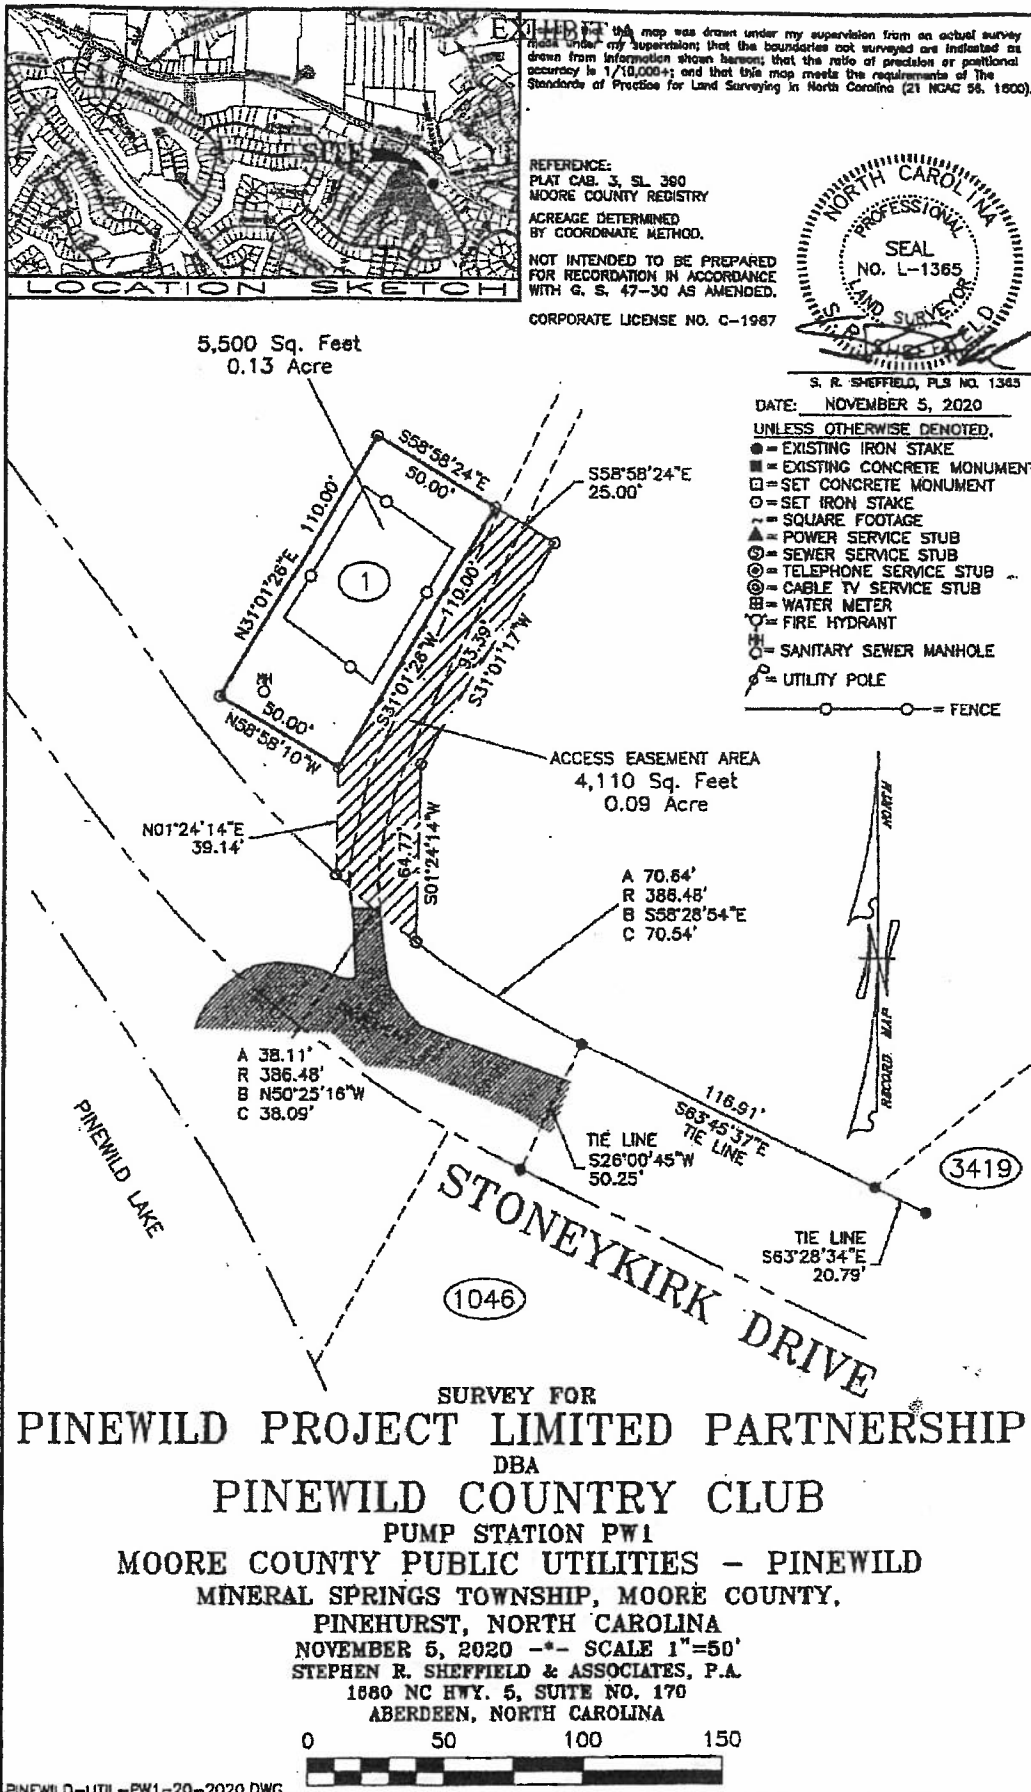 EXHIBIT A
that this map was drawn under my supervision from an actual survey
made under my supervision; that the boundaries not surveyed are indicated as
drawn from information shown hereon; that the ratio of precision or positional
accuracy is 1/10,000+; and that this map meets the requirements of The
Standards of Practice for Land Surveying in North Carolina (21 NCAC 56. 1600).
SITE
LOCATION SKETCH
REFERENCE:
PLAT CAB. 3, SL. 390
MOORE COUNTY REGISTRY
ACREAGE DETERMINED
BY COORDINATE METHOD.
NOT INTENDED TO BE PREPARED
FOR RECORDATION IN ACCORDANCE
WITH G. S. 47-30 AS AMENDED.
CORPORATE LICENSE NO. C-1987
NORTH CAROLINA
PROFESSIONAL
SEAL
NO. L-1365
LAND SURVEYOR
S. R. SHEFFIELD
S. R. SHEFFIELD, PLS NO. 1365
DATE: NOVEMBER 5, 2020
UNLESS OTHERWISE DENOTED.
= EXISTING IRON STAKE
= EXISTING CONCRETE MONUMENT
= SET CONCRETE MONUMENT
= SET IRON STAKE
~= SQUARE FOOTAGE
= POWER SERVICE STUB
Ⓢ= SEWER SERVICE STUB
= TELEPHONE SERVICE STUB
= CABLE TV SERVICE STUB
= WATER METER
= FIRE HYDRANT
MH
= SANITARY SEWER MANHOLE
= UTILITY POLE
= FENCE
5,500 Sq. Feet
0.13 Acre
S58°58'24"E
50.00'
S58°58'24"E
25.00'
N31°01'26"E 110.00'
1
S31°01'26"W 110.00'
93.39'
S31°01'17"W
MH
50.00'
N58°58'10"W
ACCESS EASEMENT AREA
4,110 Sq. Feet
0.09 Acre
N01°24'14"E
39.14'
64.77'
S01°24'14"W
A 70.64'
R 386.48'
B S58°28'54"E
C 70.54'
NORTH
RECORD MAP
A 38.11'
R 386.48'
B N50°25'16"W
C 38.09'
116.91'
S63°45'37"E
TIE LINE
TIE LINE
S26°00'45"W
50.25'
3419
TIE LINE
S63°28'34"E
20.79'
PINEWILD LAKE
1046
STONEYKIRK DRIVE
SURVEY FOR
PINEWILD PROJECT LIMITED PARTNERSHIP
DBA
PINEWILD COUNTRY CLUB
PUMP STATION PW1
MOORE COUNTY PUBLIC UTILITIES - PINEWILD
MINERAL SPRINGS TOWNSHIP, MOORE COUNTY,
PINEHURST, NORTH CAROLINA
NOVEMBER 5, 2020 -*- SCALE 1"=50'
STEPHEN R. SHEFFIELD & ASSOCIATES, P.A.
1680 NC HWY. 5, SUITE NO. 170
ABERDEEN, NORTH CAROLINA
0 50 100 150
PINEWILD-UTIL-PW1-20-2020.DWG